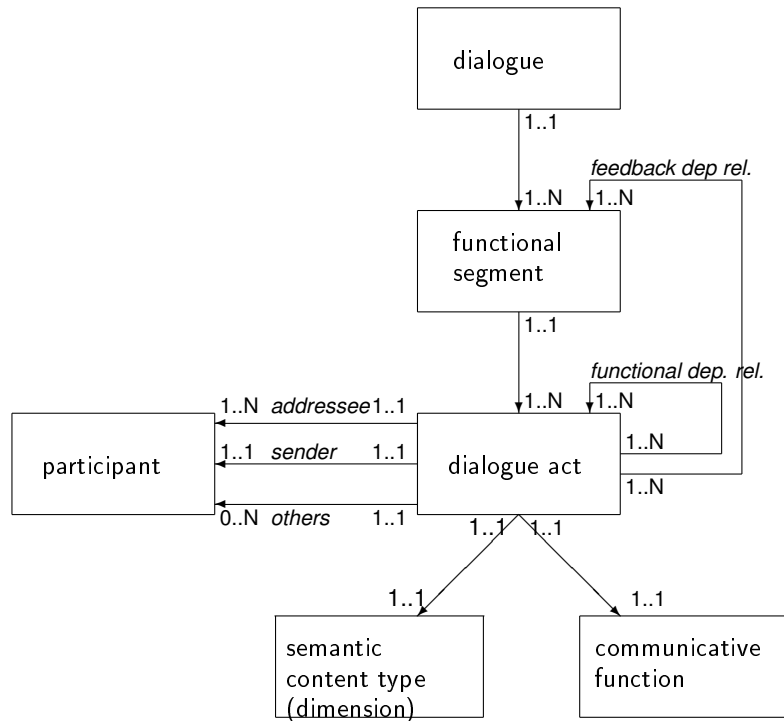 dialogue
1..1
feedback dep rel.
1..N
1..N
functional
segment
1..1
functional dep. rel.
1..N
1..N
1..N addressee 1..1
1..N
participant
1..1 sender 1..1
dialogue act
1..N
0..N others 1..1
1..1
1..1
1..1
1..1
semantic
content type
(dimension)
communicative
function